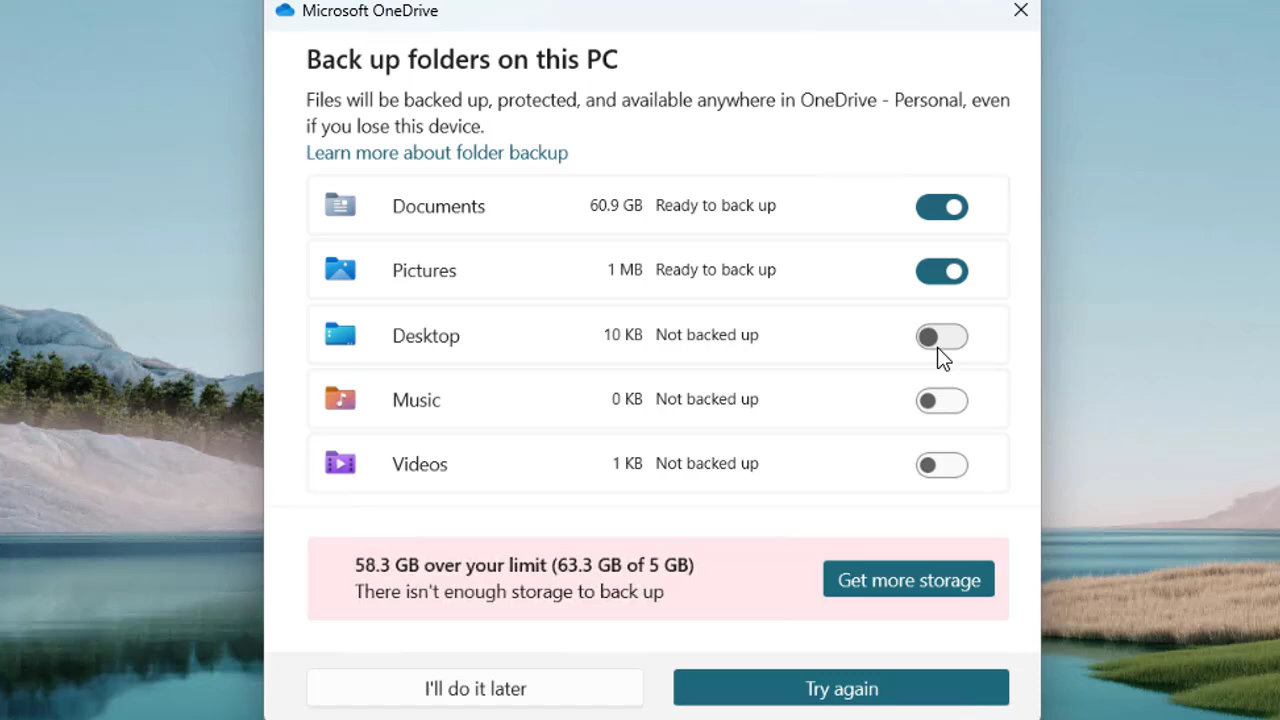 Microsoft OneDrive
Back up folders on this PC
Files will be backed up, protected, and available anywhere in OneDrive - Personal, even
if you lose this device.
Learn more about folder backup
Documents 60.9 GB Ready to back up
Pictures 1 MB Ready to back up
Desktop 10 KB Not backed up
Music 0 KB Not backed up
Videos 1 KB Not backed up
58.3 GB over your limit (63.3 GB of 5 GB)
There isn't enough storage to back up
Get more storage
I'll do it later
Try again